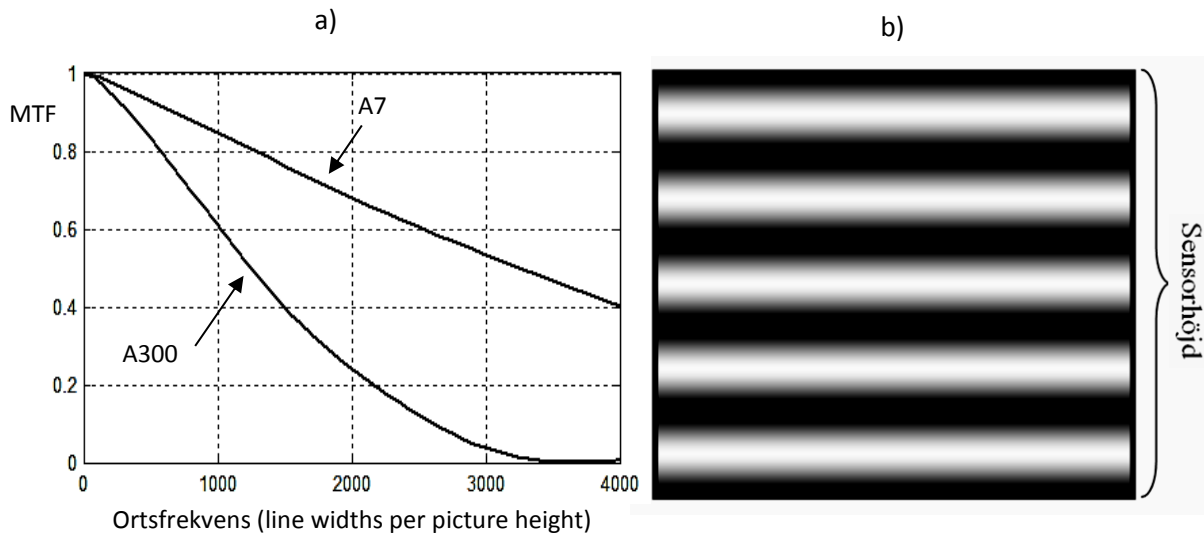 a)
b)
MTF
1
0.8
0.6
0.4
0.2
0
A7
A300
0 1000 2000 3000 4000
Ortsfrekvens (line widths per picture height)
Sensorhöjd